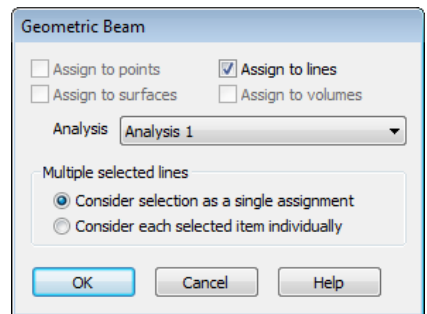 Geometric Beam
Assign to points
Assign to lines
Assign to surfaces
Assign to volumes
Analysis
Analysis 1
Multiple selected lines
Consider selection as a single assignment
Consider each selected item individually
OK
Cancel
Help